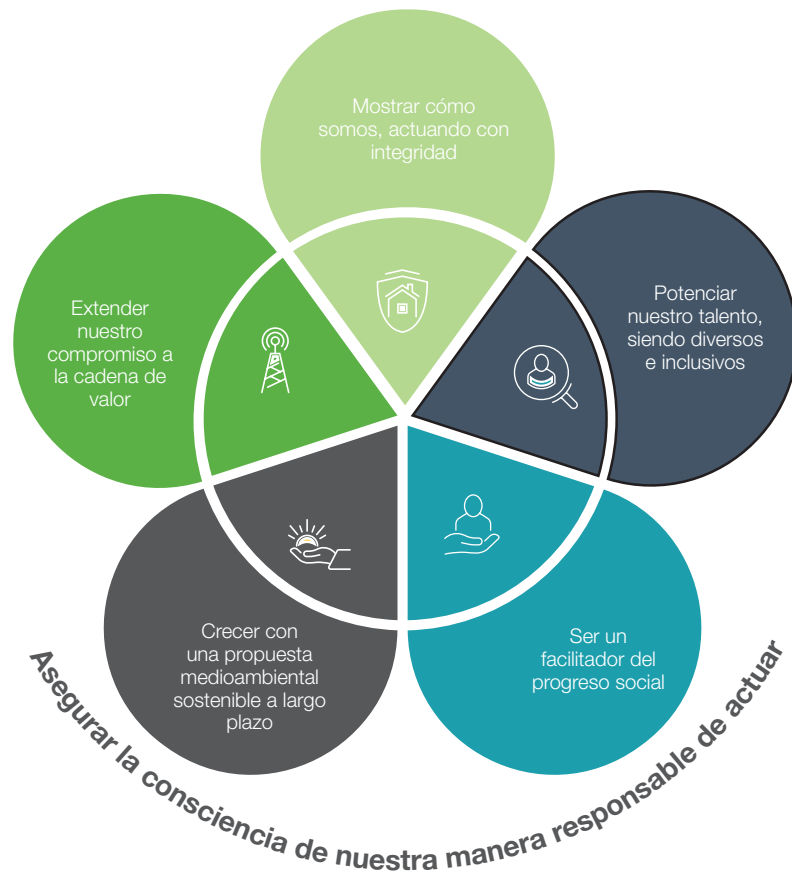 Mostrar cómo
somos, actuando con
integridad
Potenciar
nuestro talento,
siendo diversos
e inclusivos
Ser un
facilitador del
progreso social
Crecer con
una propuesta
medioambiental
sostenible a largo
plazo
Extender
nuestro
compromiso a
la cadena de
valor
Asegurar la consciencia de nuestra manera responsable de actuar